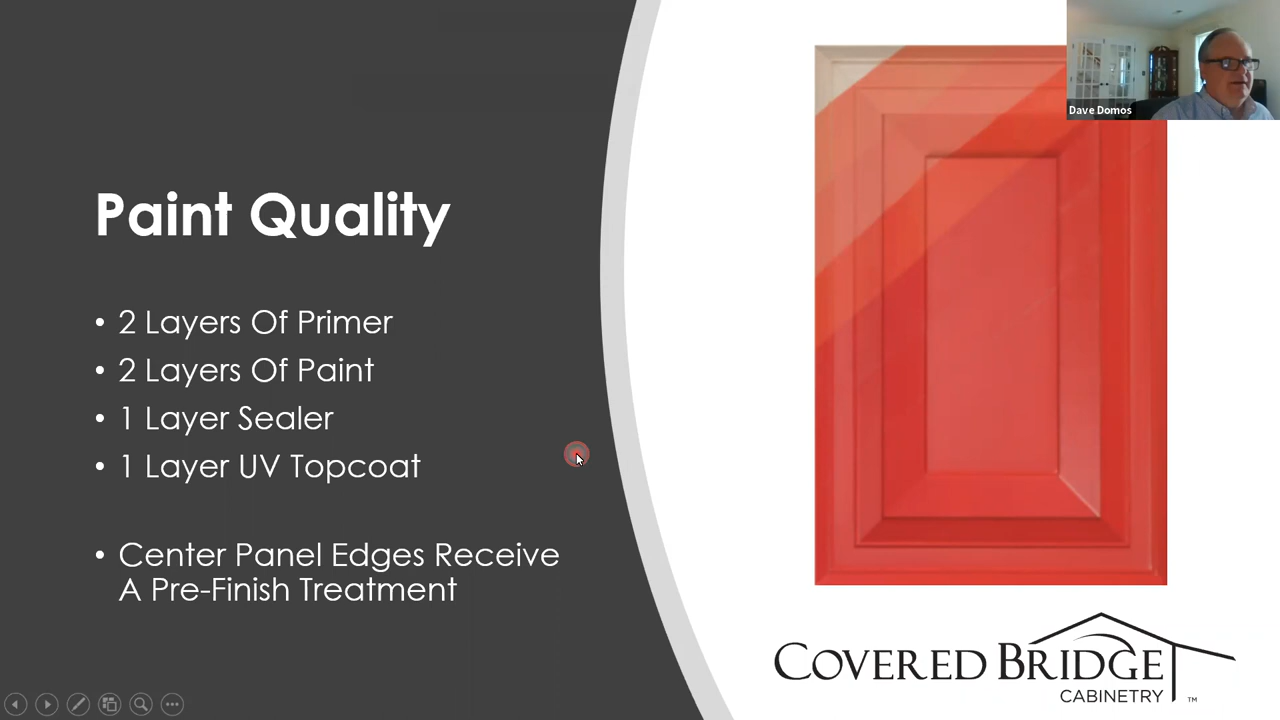 Dave Domos
Paint Quality
• 2 Layers Of Primer
• 2 Layers Of Paint
• 1 Layer Sealer
• 1 Layer UV Topcoat
• Center Panel Edges Receive
A Pre-Finish Treatment
COVERED BRIDGE
CABINETRY ™